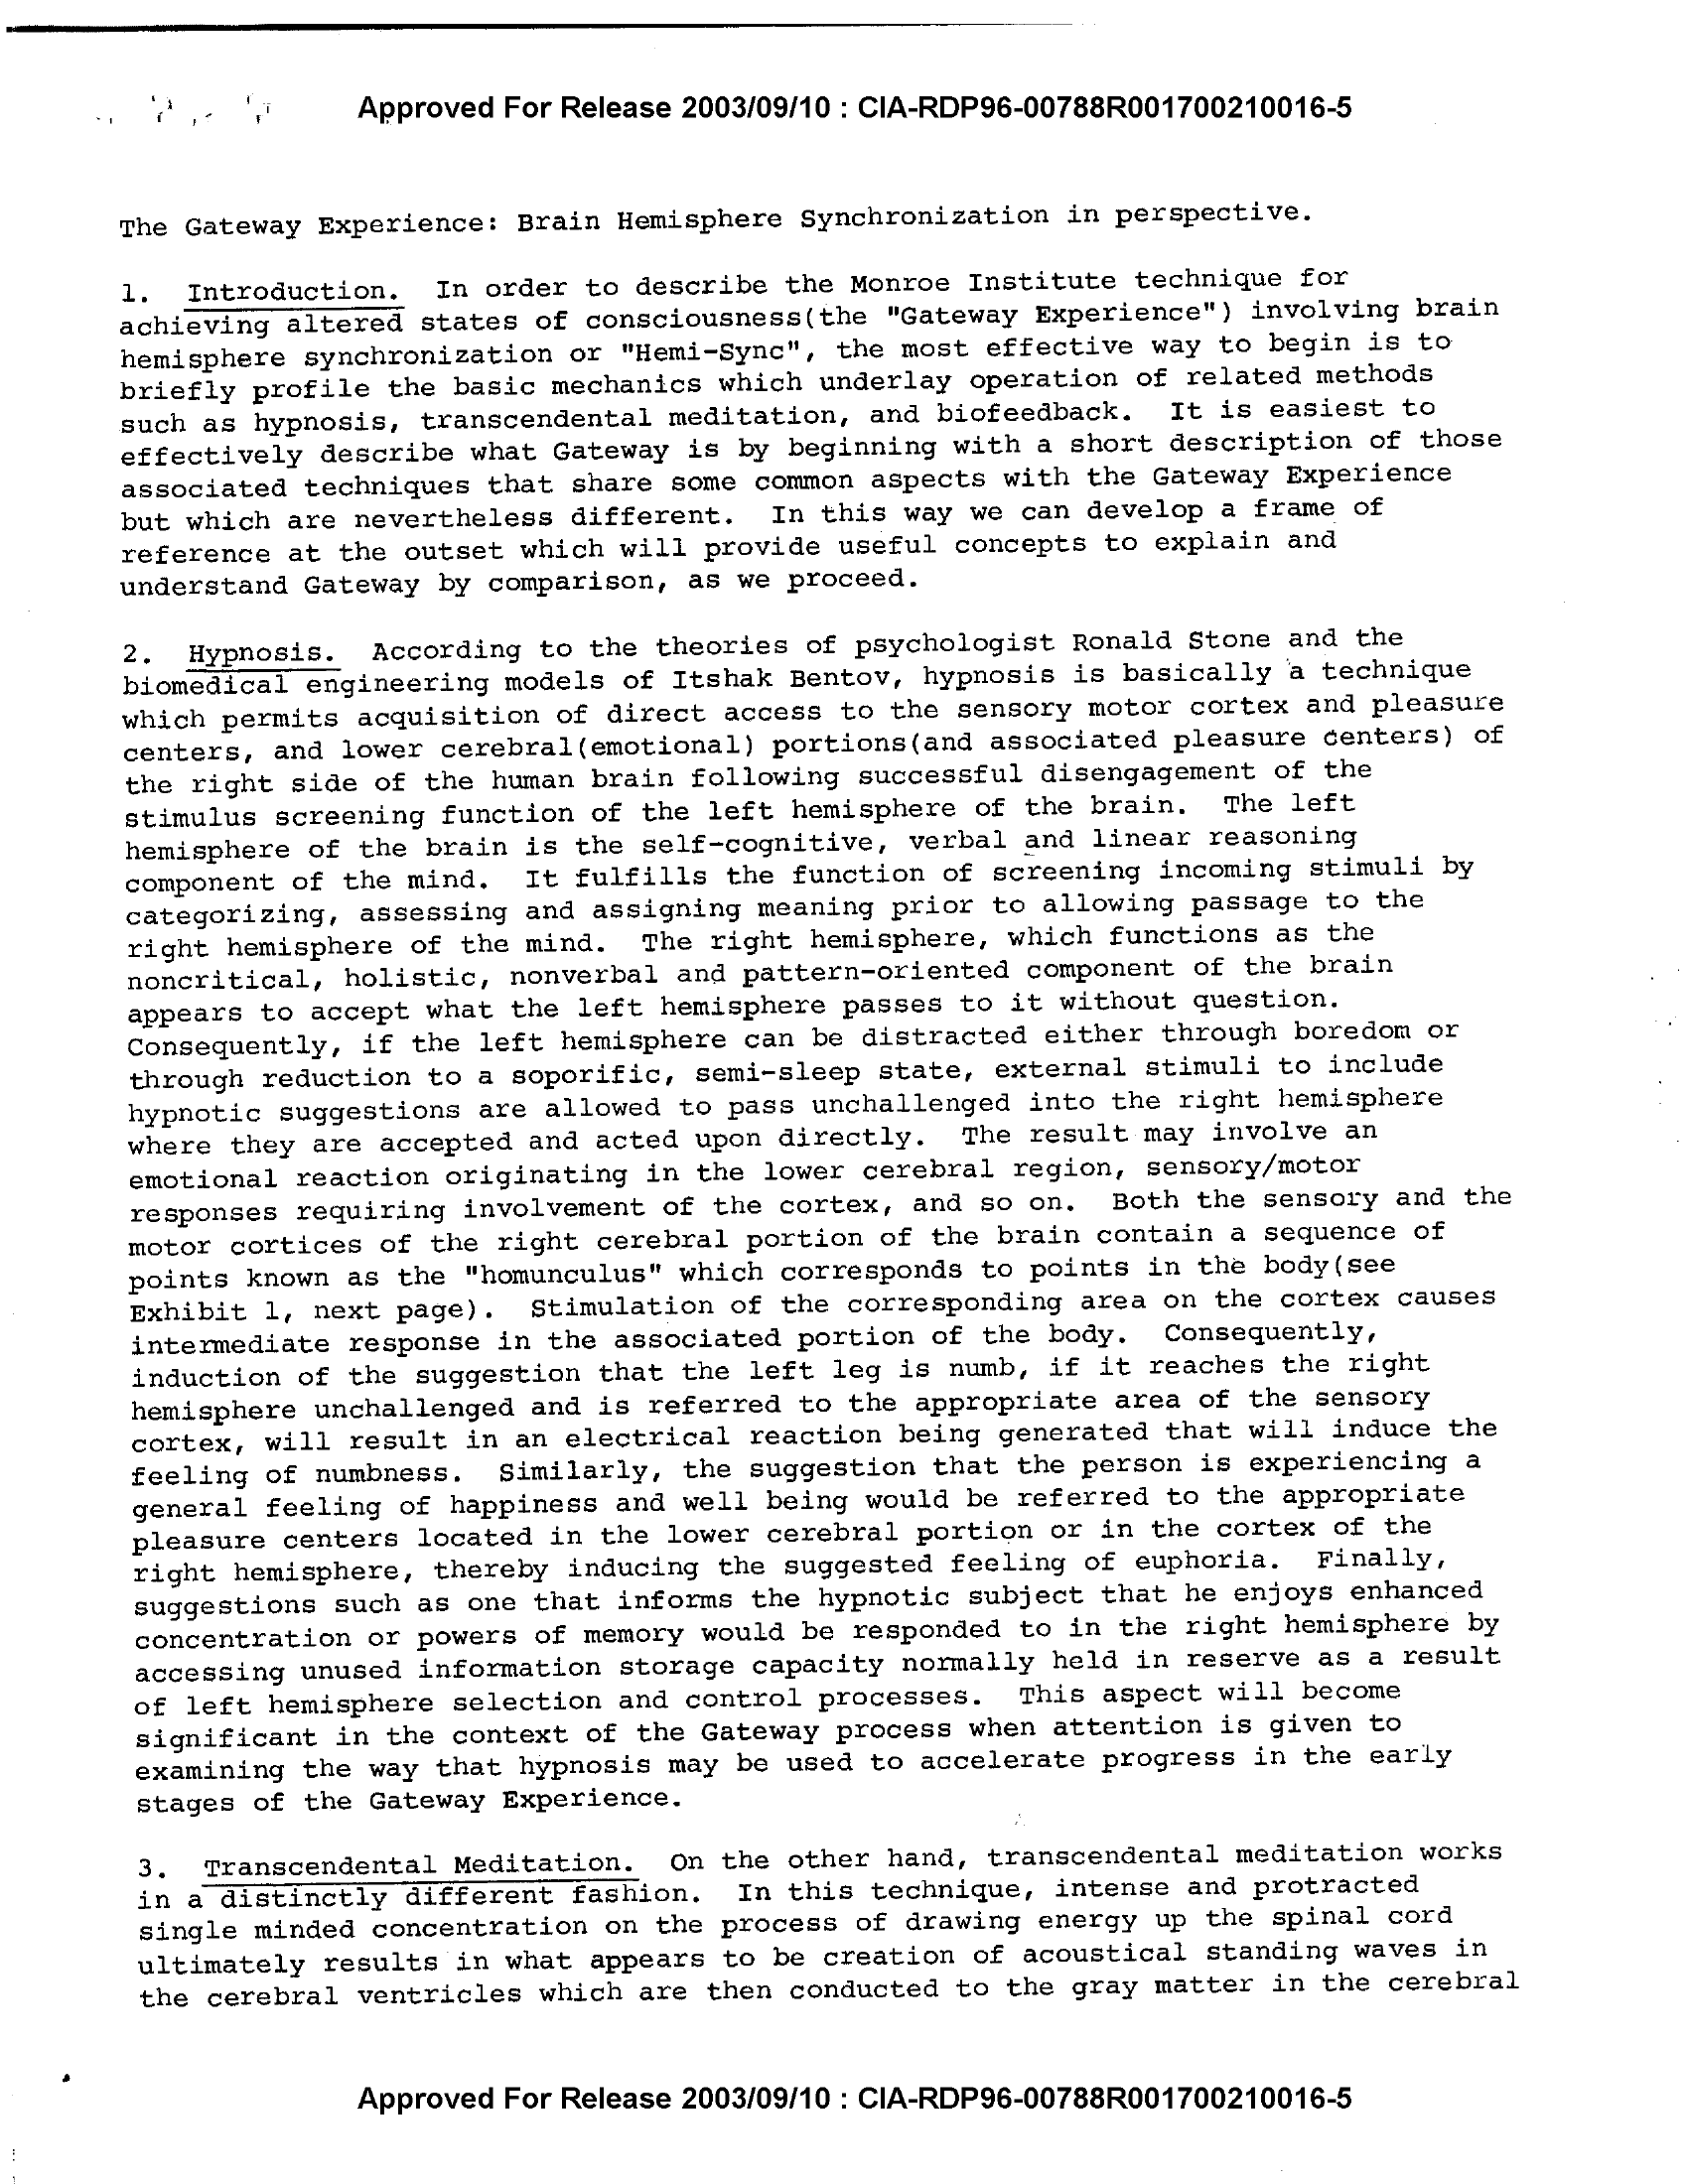 Approved For Release 2003/09/10 : CIA-RDP96-00788R001700210016-5
The Gateway Experience: Brain Hemisphere Synchronization in perspective.
1. Introduction. In order to describe the Monroe Institute technique for
achieving altered states of consciousness(the "Gateway Experience") involving brain
hemisphere synchronization or "Hemi-Sync", the most effective way to begin is to
briefly profile the basic mechanics which underlay operation of related methods
such as hypnosis, transcendental meditation, and biofeedback. It is easiest to
effectively describe what Gateway is by beginning with a short description of those
associated techniques that share some common aspects with the Gateway Experience
but which are nevertheless different. In this way we can develop a frame of
reference at the outset which will provide useful concepts to explain and
understand Gateway by comparison, as we proceed.
2. Hypnosis. According to the theories of psychologist Ronald Stone and the
biomedical engineering models of Itshak Bentov, hypnosis is basically a technique
which permits acquisition of direct access to the sensory motor cortex and pleasure
centers, and lower cerebral(emotional) portions(and associated pleasure centers) of
the right side of the human brain following successful disengagement of the
stimulus screening function of the left hemisphere of the brain. The left
hemisphere of the brain is the self-cognitive, verbal and linear reasoning
component of the mind. It fulfills the function of screening incoming stimuli by
categorizing, assessing and assigning meaning prior to allowing passage to the
right hemisphere of the mind. The right hemisphere, which functions as the
noncritical, holistic, nonverbal and pattern-oriented component of the brain
appears to accept what the left hemisphere passes to it without question.
Consequently, if the left hemisphere can be distracted either through boredom or
through reduction to a soporific, semi-sleep state, external stimuli to include
hypnotic suggestions are allowed to pass unchallenged into the right hemisphere
where they are accepted and acted upon directly. The result may involve an
emotional reaction originating in the lower cerebral region, sensory/motor
responses requiring involvement of the cortex, and so on. Both the sensory and the
motor cortices of the right cerebral portion of the brain contain a sequence of
points known as the "homunculus" which corresponds to points in the body(see
Exhibit 1, next page). Stimulation of the corresponding area on the cortex causes
intermediate response in the associated portion of the body. Consequently,
induction of the suggestion that the left leg is numb, if it reaches the right
hemisphere unchallenged and is referred to the appropriate area of the sensory
cortex, will result in an electrical reaction being generated that will induce the
feeling of numbness. Similarly, the suggestion that the person is experiencing a
general feeling of happiness and well being would be referred to the appropriate
pleasure centers located in the lower cerebral portion or in the cortex of the
right hemisphere, thereby inducing the suggested feeling of euphoria. Finally,
suggestions such as one that informs the hypnotic subject that he enjoys enhanced
concentration or powers of memory would be responded to in the right hemisphere by
accessing unused information storage capacity normally held in reserve as a result
of left hemisphere selection and control processes. This aspect will become
significant in the context of the Gateway process when attention is given to
examining the way that hypnosis may be used to accelerate progress in the early
stages of the Gateway Experience.
3. Transcendental Meditation. On the other hand, transcendental meditation works
in a distinctly different fashion. In this technique, intense and protracted
single minded concentration on the process of drawing energy up the spinal cord
ultimately results in what appears to be creation of acoustical standing waves in
the cerebral ventricles which are then conducted to the gray matter in the cerebral
Approved For Release 2003/09/10 : CIA-RDP96-00788R001700210016-5